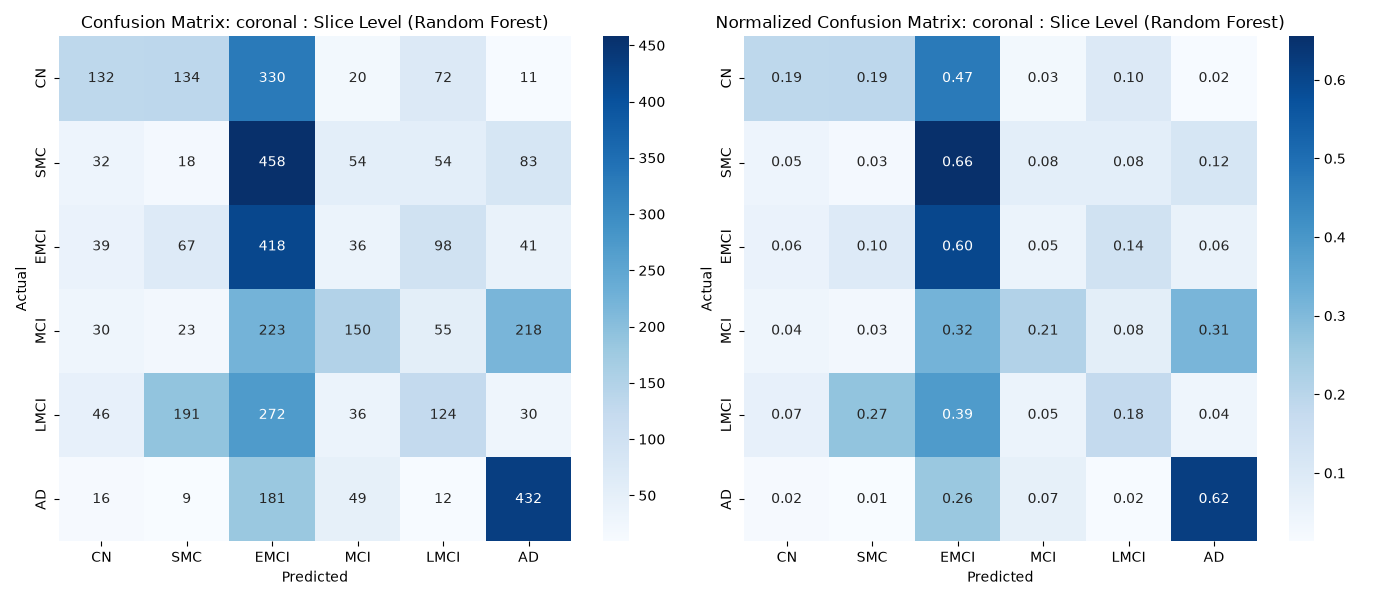 Confusion Matrix: coronal : Slice Level (Random Forest)
Actual
CN 132 134 330 20 72 11
SMC 32 18 458 54 54 83
EMCI 39 67 418 36 98 41
MCI 30 23 223 150 55 218
LMCI 46 191 272 36 124 30
AD 16 9 181 49 12 432
CN SMC EMCI MCI LMCI AD
Predicted
450
400
350
300
250
200
150
100
50
Normalized Confusion Matrix: coronal : Slice Level (Random Forest)
Actual
CN 0.19 0.19 0.47 0.03 0.10 0.02
SMC 0.05 0.03 0.66 0.08 0.08 0.12
EMCI 0.06 0.10 0.60 0.05 0.14 0.06
MCI 0.04 0.03 0.32 0.21 0.08 0.31
LMCI 0.07 0.27 0.39 0.05 0.18 0.04
AD 0.02 0.01 0.26 0.07 0.02 0.62
CN SMC EMCI MCI LMCI AD
Predicted
0.6
0.5
0.4
0.3
0.2
0.1